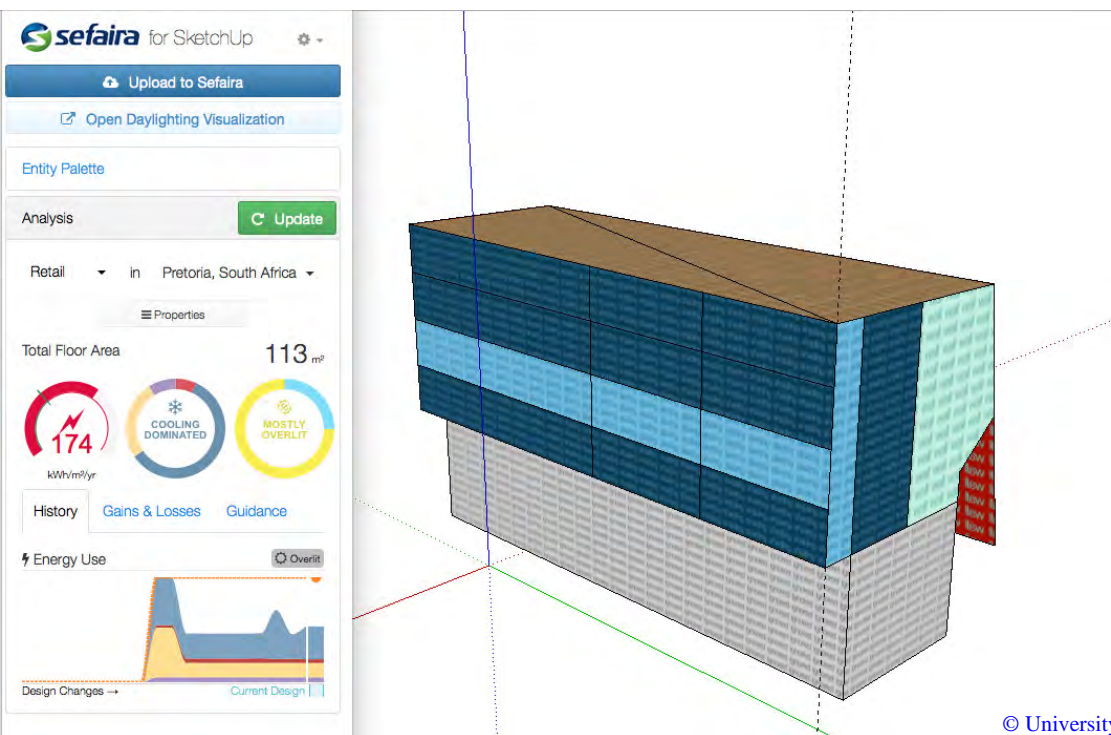 sefaira for SketchUp
Upload to Sefaira
Open Daylighting Visualization
Entity Palette
Analysis
Update
Retail in Pretoria, South Africa
Properties
Total Floor Area 113 m²
174
kWh/m²/yr
COOLING
DOMINATED
MOSTLY
OVERLIT
History Gains & Losses Guidance
Energy Use
Overlit
Design Changes →
Current Design
© University